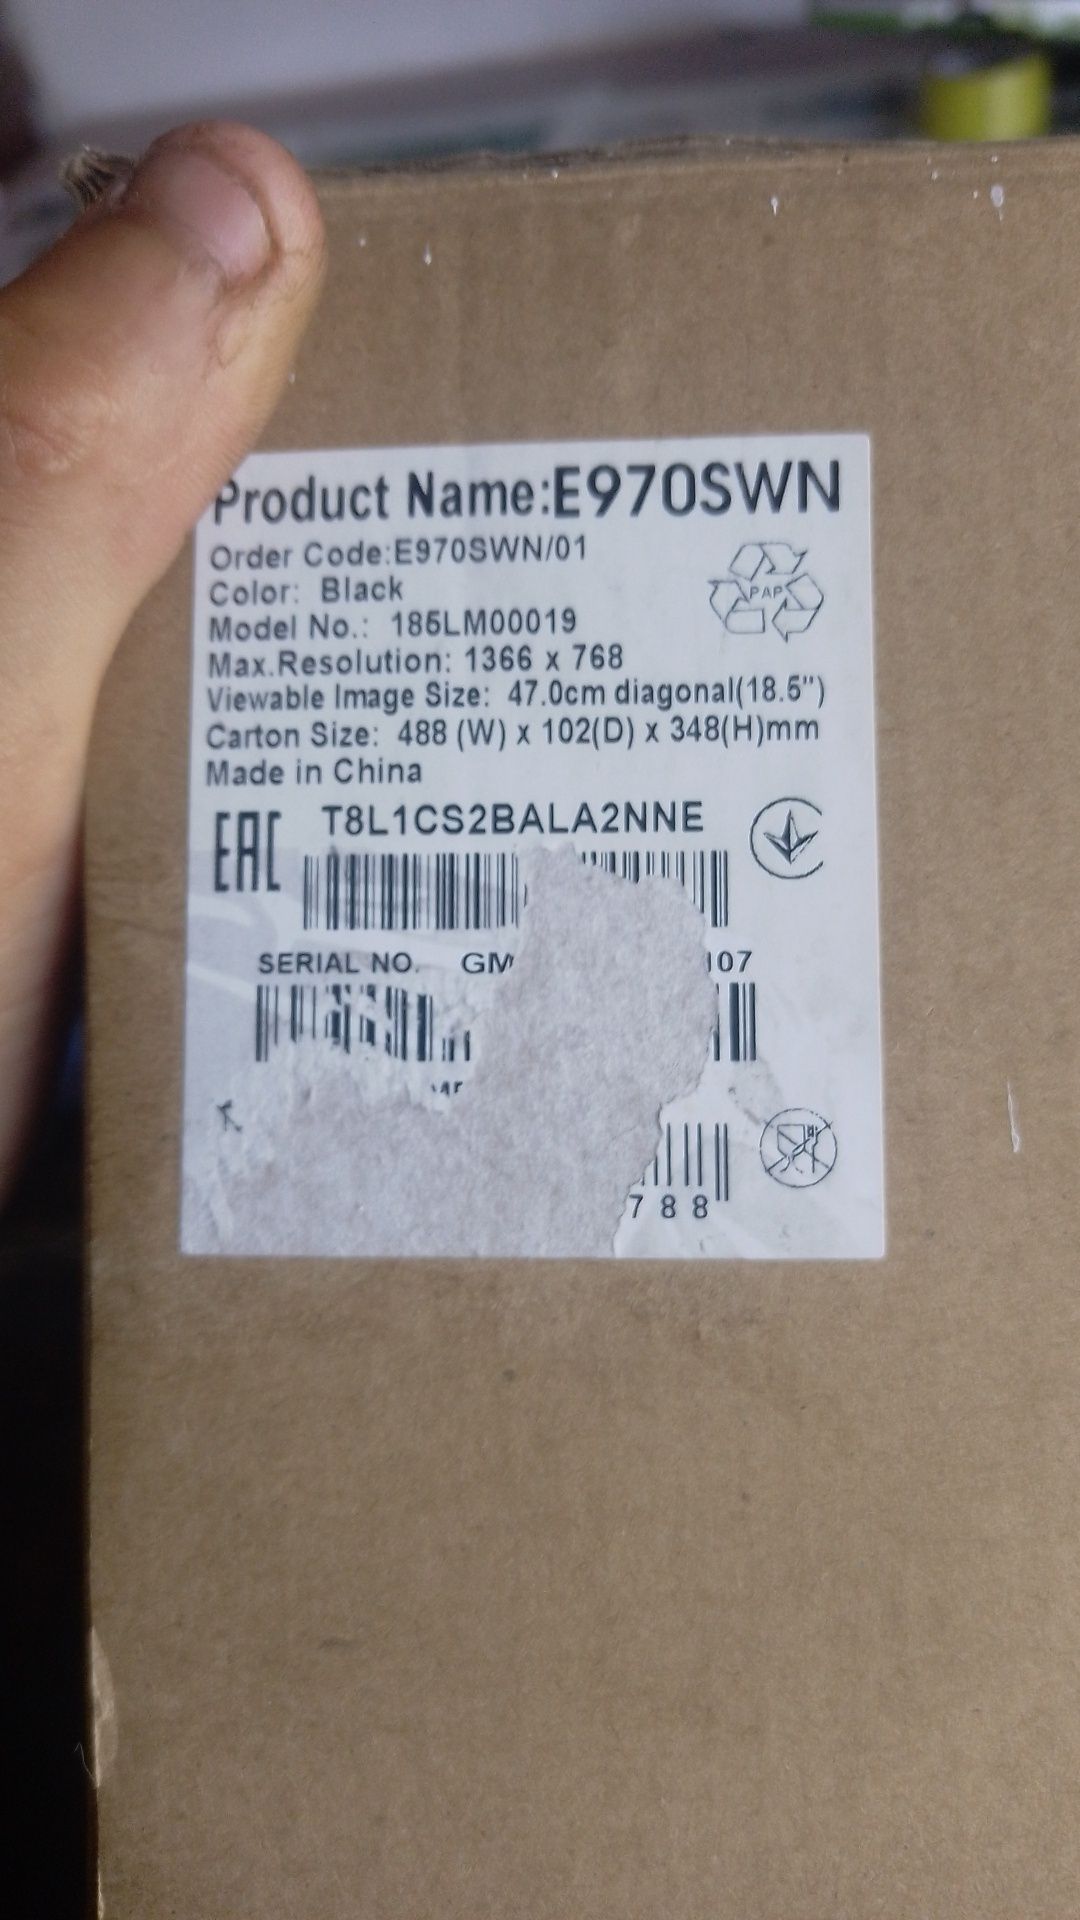 Product Name:E970SWN
Order Code:E970SWN/01
Color: Black
Model No.: 185LM00019
Max.Resolution: 1366 x 768
Viewable Image Size: 47.0cm diagonal(18.5")
Carton Size: 488 (W) x 102(D) x 348(H)mm
Made in China
PAP
EAC
T8L1CS2BALA2NNE
SERIAL NO. GM 107
788